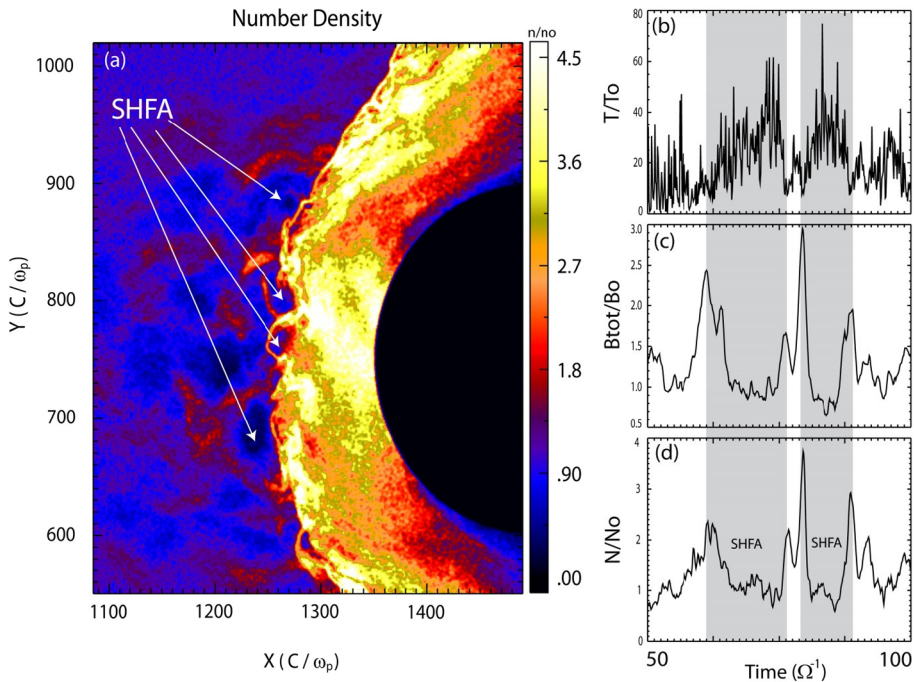 Number Density
n/no
(a)
SHFA
1000
900
800
700
600
Y (C/ωp)
1100
1200
1300
1400
X (C/ωp)
4.5
3.6
2.7
1.8
.90
.00
(b)
80
60
40
20
0
T/To
(c)
3.0
2.5
2.0
1.5
1.0
0.5
Btot/Bo
(d)
4
3
2
1
0
N/No
SHFA
SHFA
50
100
Time (Ω⁻¹)